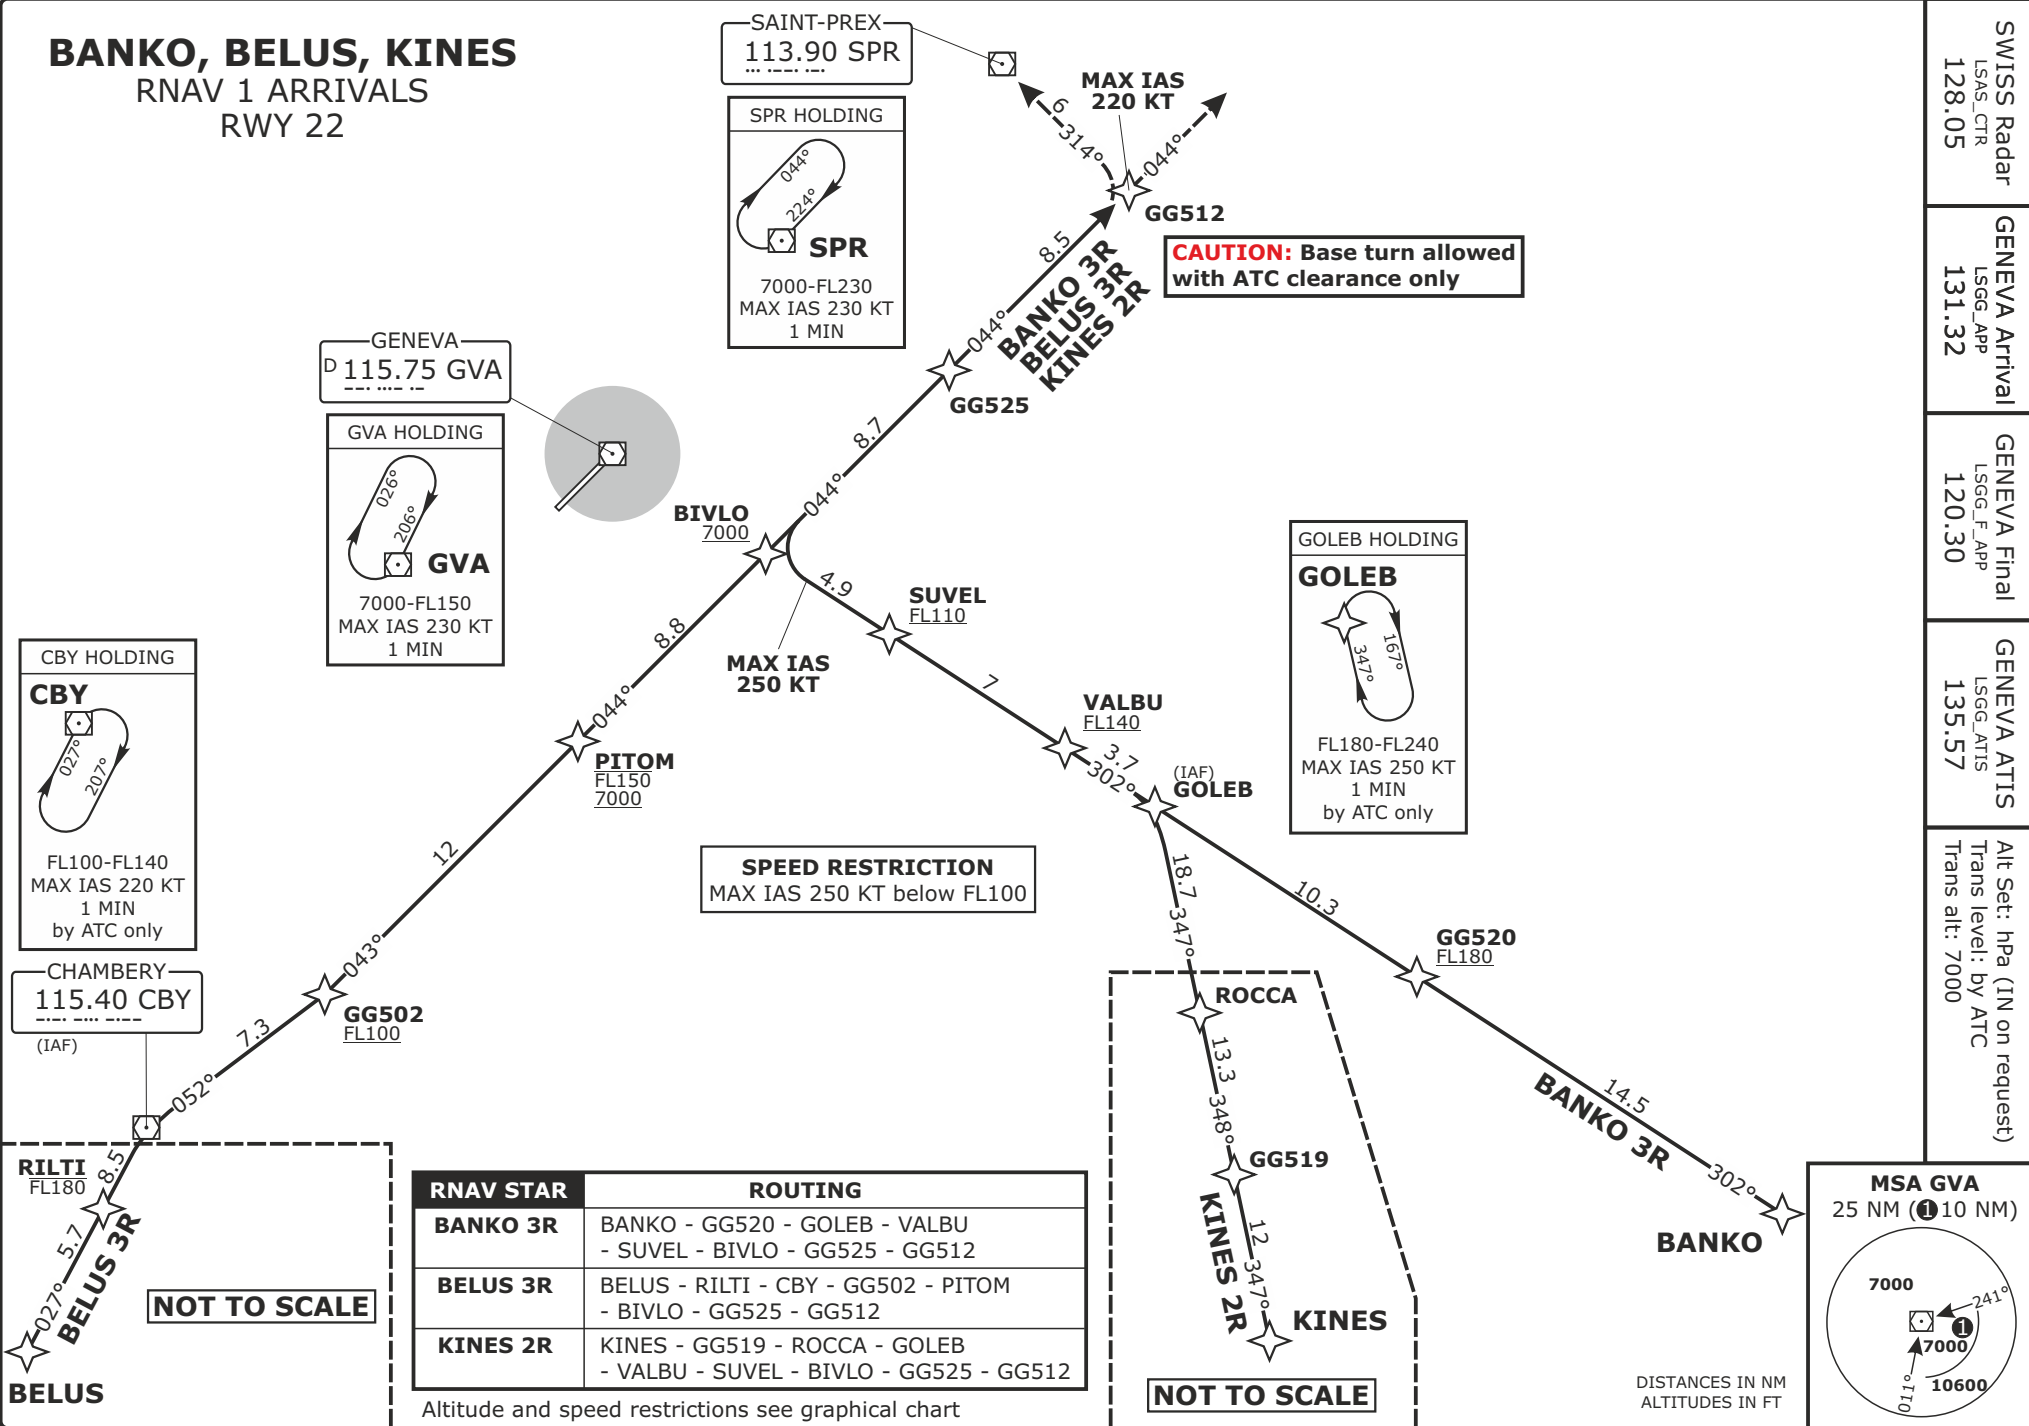 BANKO, BELUS, KINES
RNAV 1 ARRIVALS
RWY 22
SAINT-PREX
113.90 SPR
SPR HOLDING
044°
224°
SPR
7000-FL230
MAX IAS 230 KT
1 MIN
6
314°
MAX IAS
220 KT
044°
GG512
CAUTION: Base turn allowed
with ATC clearance only
8.5
044°
BANKO 3R
BELUS 3R
KINES 2R
GG525
GENEVA
D 115.75 GVA
GVA HOLDING
026°
206°
GVA
7000-FL150
MAX IAS 230 KT
1 MIN
8.7
044°
BIVLO
7000
4.9
MAX IAS
250 KT
SUVEL
FL110
7
VALBU
FL140
3.7
302°
(IAF)
GOLEB
GOLEB HOLDING
GOLEB
167°
347°
FL180-FL240
MAX IAS 250 KT
1 MIN
by ATC only
8.8
044°
PITOM
FL150
7000
CBY HOLDING
CBY
027°
207°
FL100-FL140
MAX IAS 220 KT
1 MIN
by ATC only
12
043°
SPEED RESTRICTION
MAX IAS 250 KT below FL100
GG502
FL100
CHAMBERY
115.40 CBY
(IAF)
7.3
052°
18.7
347°
10.3
GG520
FL180
ROCCA
13.3
348°
GG519
12
347°
KINES 2R
KINES
NOT TO SCALE
14.5
BANKO 3R
302°
BANKO
RILTI
FL180
8.5
5.7
027°
BELUS 3R
BELUS
NOT TO SCALE
RNAV STAR ROUTING
BANKO 3R BANKO - GG520 - GOLEB - VALBU
- SUVEL - BIVLO - GG525 - GG512
BELUS 3R BELUS - RILTI - CBY - GG502 - PITOM
- BIVLO - GG525 - GG512
KINES 2R KINES - GG519 - ROCCA - GOLEB
- VALBU - SUVEL - BIVLO - GG525 - GG512
Altitude and speed restrictions see graphical chart
SWISS Radar
LSAS_CTR
128.05
GENEVA Arrival
LSGG_APP
131.32
GENEVA Final
LSGG_F_APP
120.30
GENEVA ATIS
LSGG_ATIS
135.57
Alt Set: hPa (IN on request)
Trans level: by ATC
Trans alt: 7000
MSA GVA
25 NM (1 10 NM)
7000
241°
1
7000
011°
10600
DISTANCES IN NM
ALTITUDES IN FT